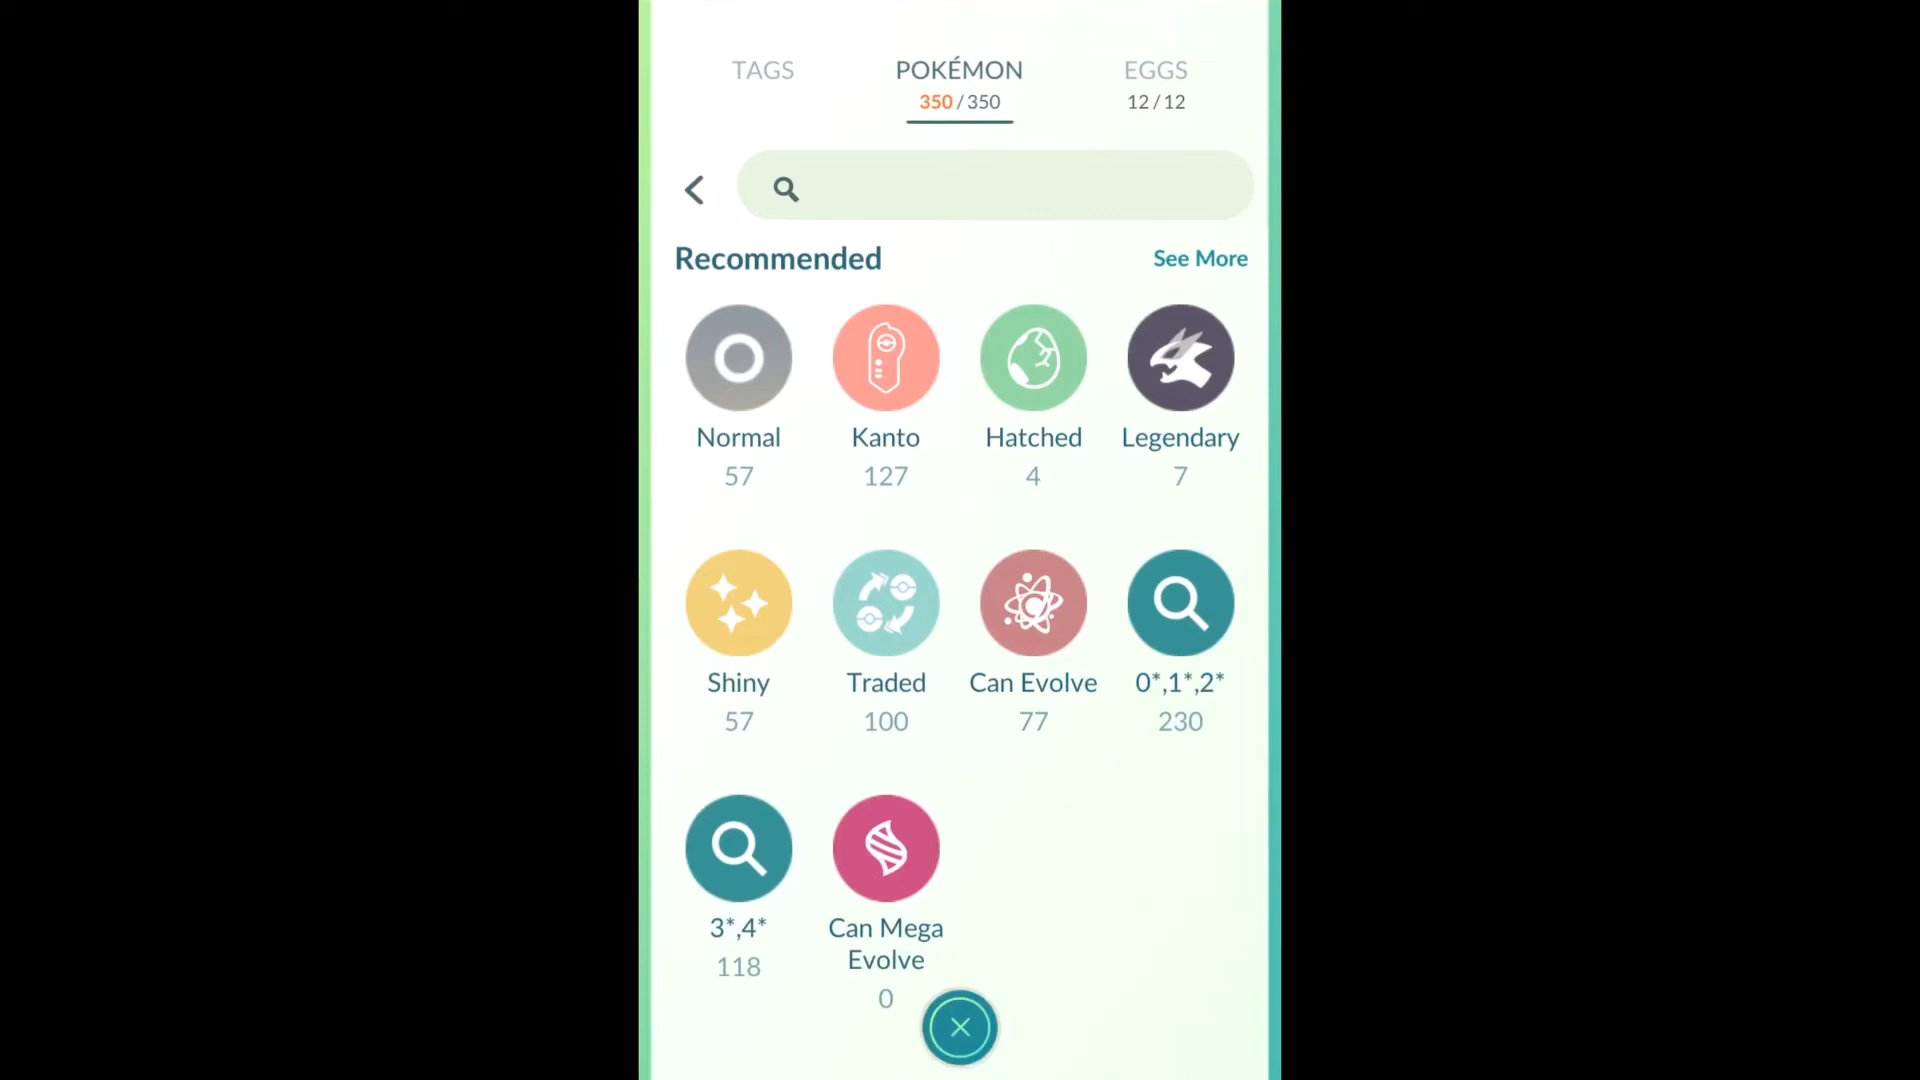 TAGS
POKÉMON
EGGS
350/350
12/12
Recommended
See More
Normal
Kanto
Hatched
Legendary
57
127
4
7
Shiny
Traded
Can Evolve
0*,1*,2*
57
100
77
230
3*,4*
Can Mega
Evolve
118
0